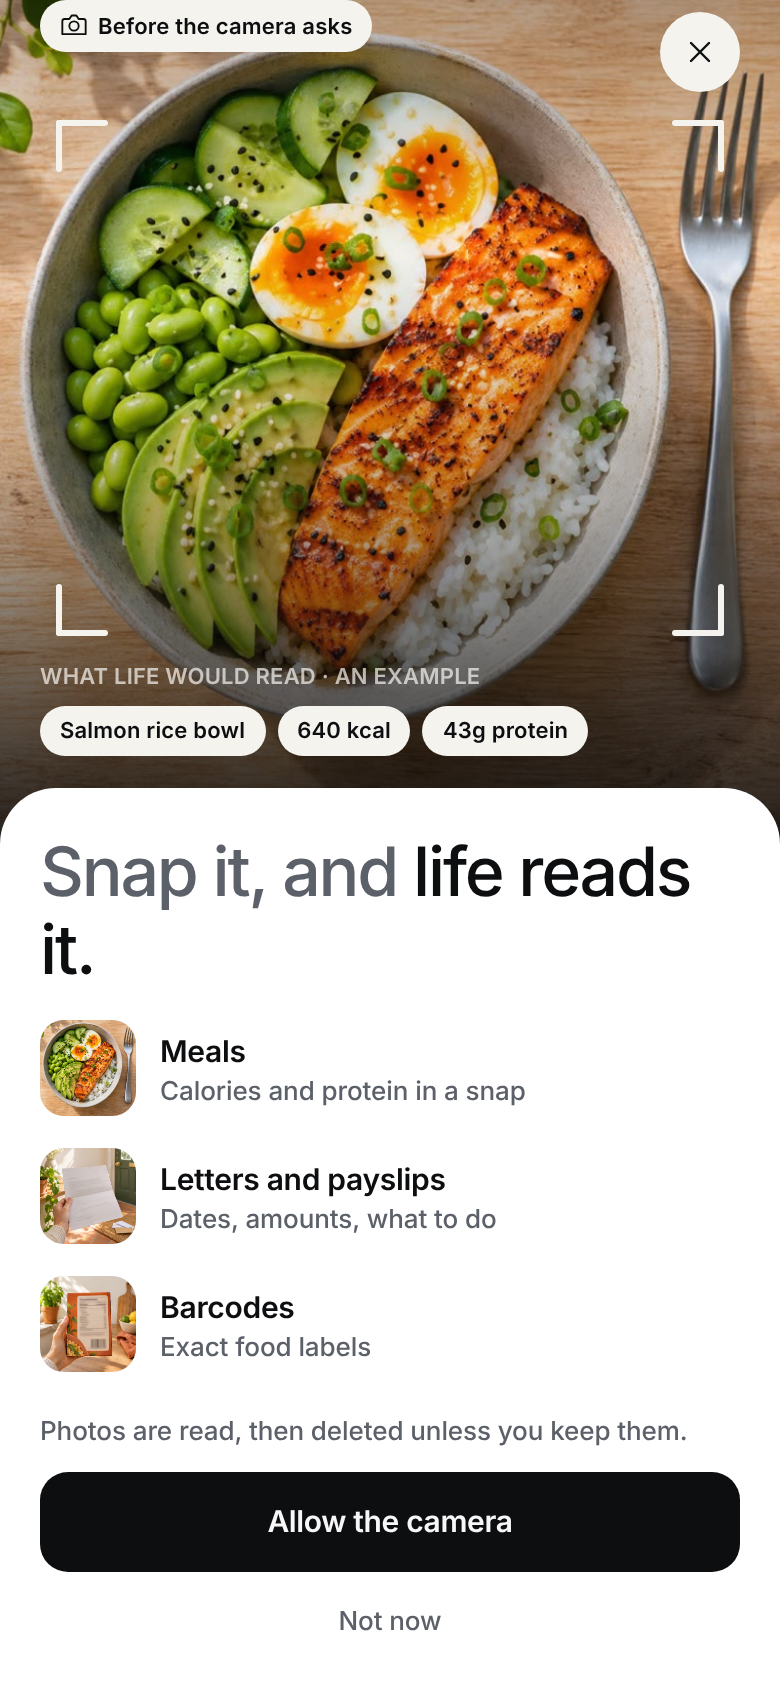 Before the camera asks
WHAT LIFE WOULD READ · AN EXAMPLE
Salmon rice bowl
640 kcal
43g protein
Snap it, and life reads
it.
Meals
Calories and protein in a snap
Letters and payslips
Dates, amounts, what to do
Barcodes
Exact food labels
Photos are read, then deleted unless you keep them.
Allow the camera
Not now